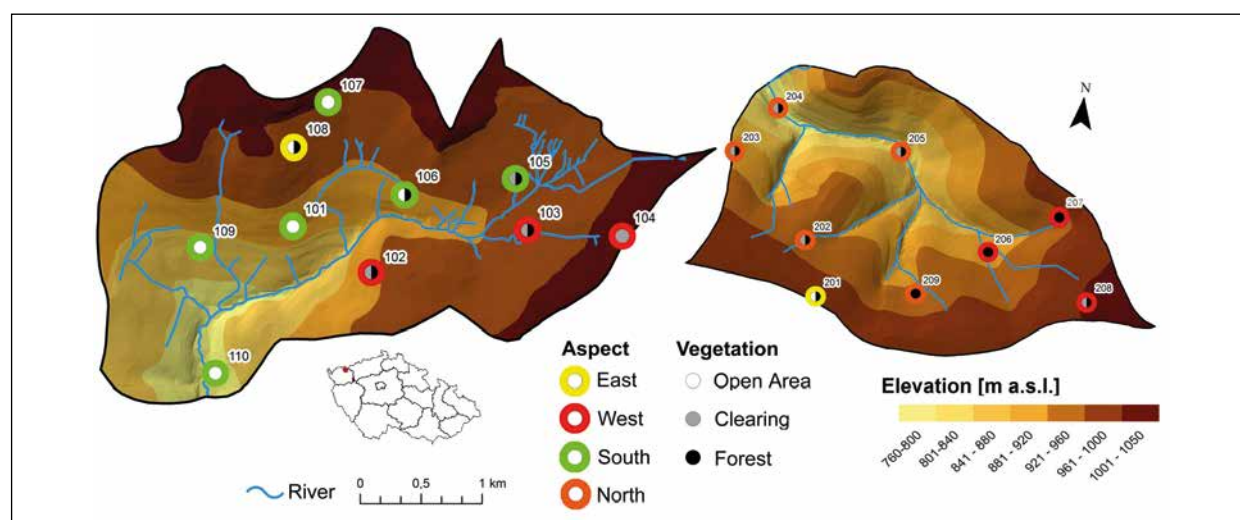 107
108
105
106
101
103
104
109
102
110
204
N
203
205
207
202
206
201
209
208
Aspect
East
West
South
North
Vegetation
Open Area
Clearing
Forest
Elevation [m a.s.l.]
760-800
801-840
841 - 880
881 - 920
921 - 960
961 - 1000
1001 - 1050
River
0 0,5 1 km